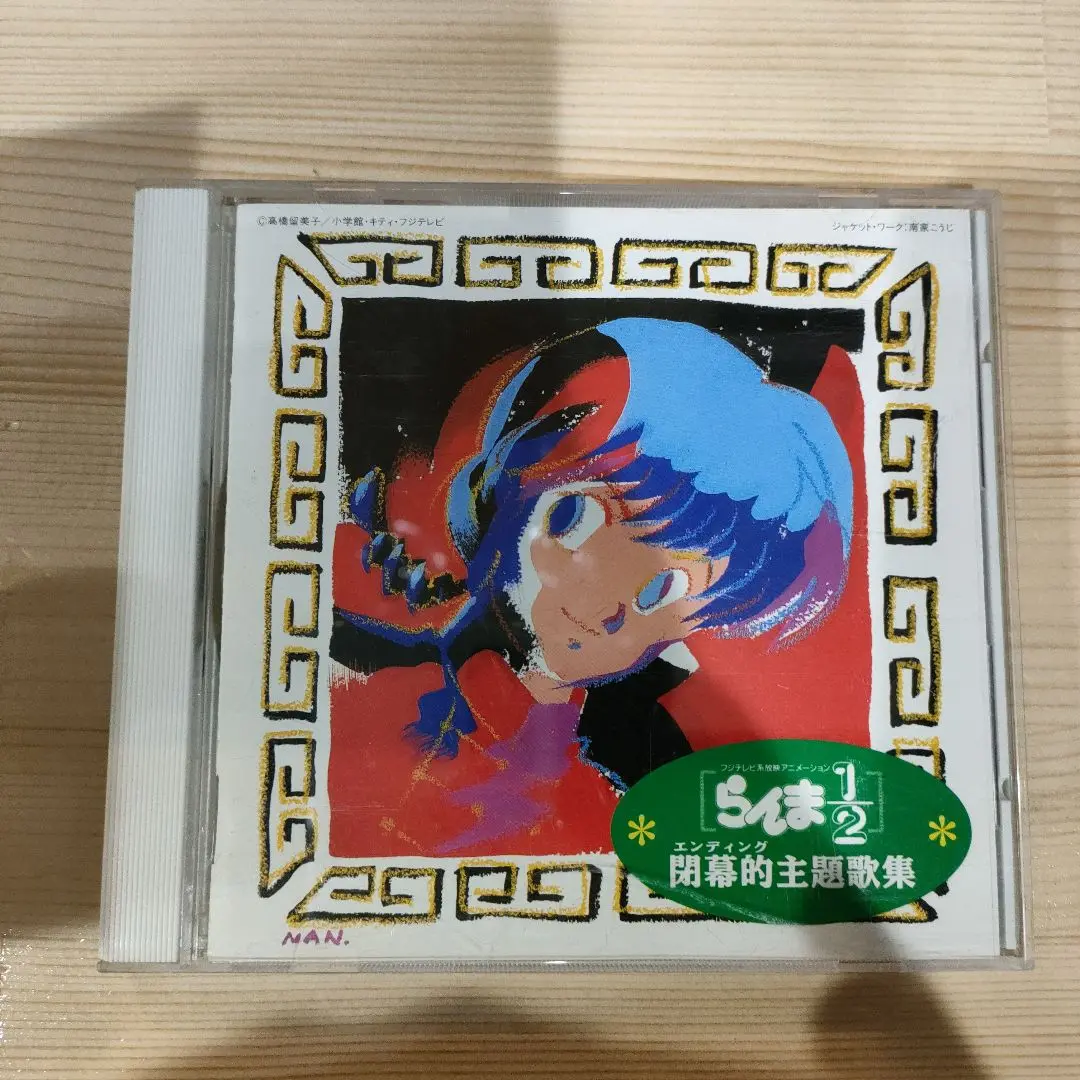 ©高橋留美子／小学館・キティ・フジテレビ
ジャケット・ワーク：南家こうじ
フジテレビ系放映アニメーション
[らんま1/2]
エンディング
閉幕的主題歌集
NAN.